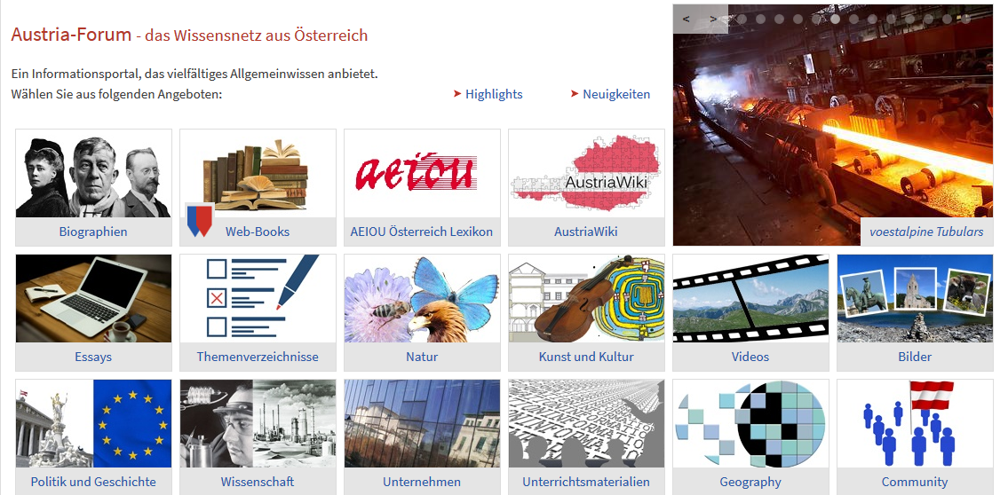 Austria-Forum - das Wissensnetz aus Österreich
Ein Informationsportal, das vielfältiges Allgemeinwissen anbietet.
Wählen Sie aus folgenden Angeboten:
➤ Highlights
➤ Neuigkeiten
< >
voestalpine Tubulars
aeiou
AustriaWiki
Biographien
Web-Books
AEIOU Österreich Lexikon
AustriaWiki
Essays
Themenverzeichnisse
Natur
Kunst und Kultur
Videos
Bilder
Politik und Geschichte
Wissenschaft
Unternehmen
Unterrichtsmaterialien
Geography
Community